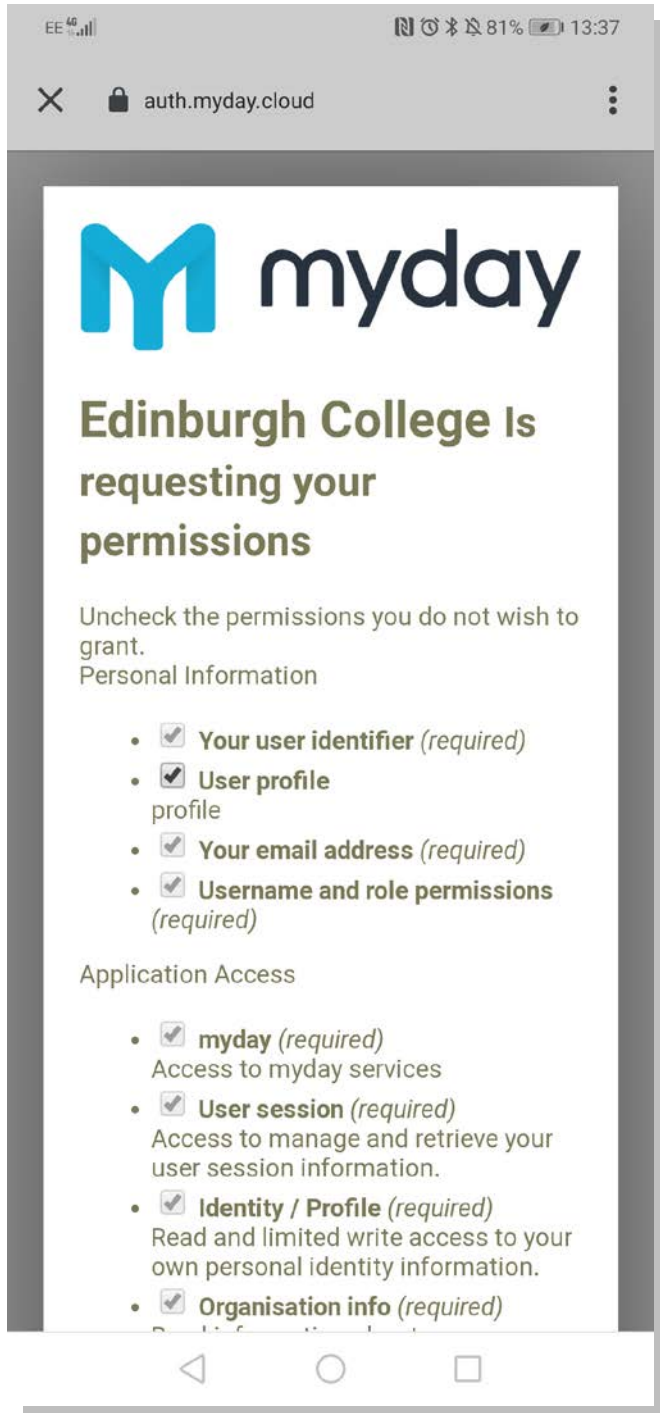 EE 4G 81% 13:37
auth.myday.cloud
myday
Edinburgh College Is
requesting your
permissions
Uncheck the permissions you do not wish to
grant.
Personal Information
Your user identifier (required)
User profile
profile
Your email address (required)
Username and role permissions
(required)
Application Access
myday (required)
Access to myday services
User session (required)
Access to manage and retrieve your
user session information.
Identity / Profile (required)
Read and limited write access to your
own personal identity information.
Organisation info (required)